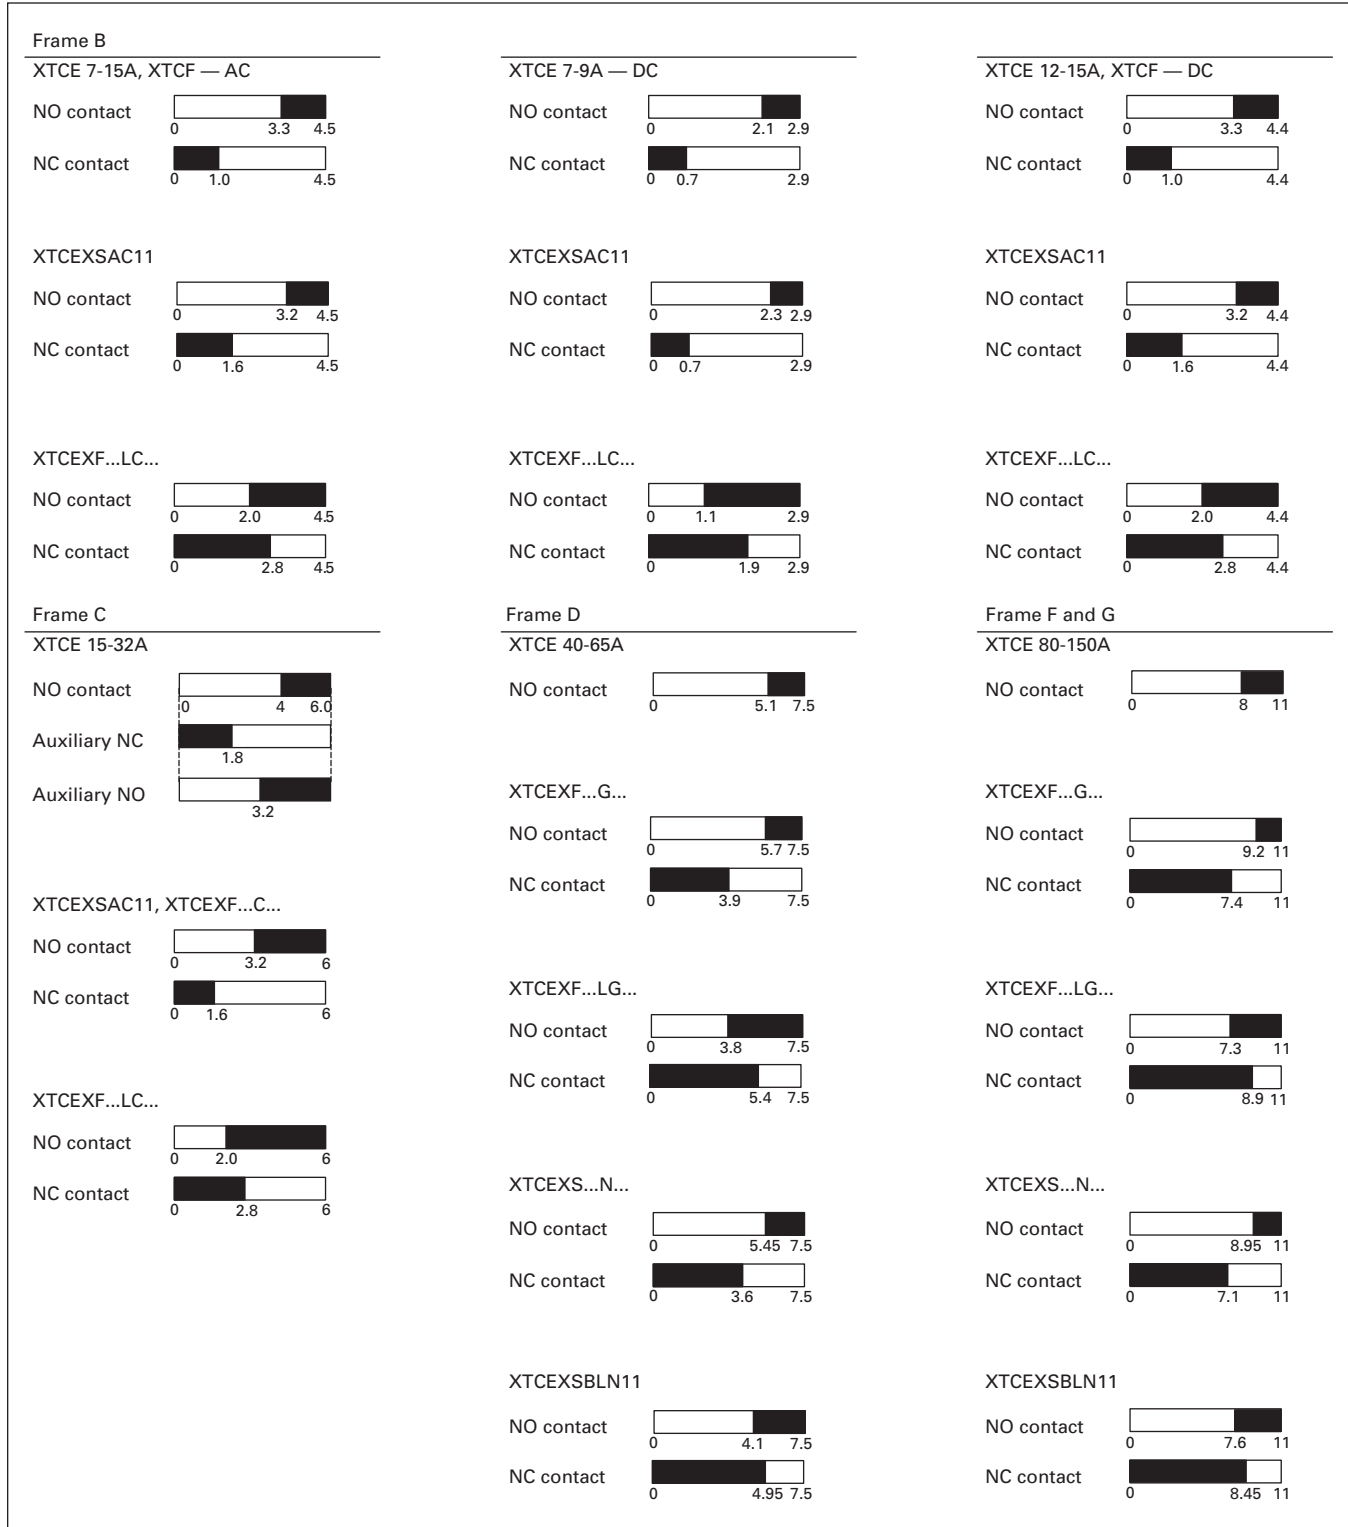 Frame B
XTCE 7-15A, XTCF — AC
NO contact
0 3.3 4.5
NC contact
0 1.0 4.5
XTCEXSAC11
NO contact
0 3.2 4.5
NC contact
0 1.6 4.5
XTCEXF...LC...
NO contact
0 2.0 4.5
NC contact
0 2.8 4.5
XTCE 7-9A — DC
NO contact
0 2.1 2.9
NC contact
0 0.7 2.9
XTCEXSAC11
NO contact
0 2.3 2.9
NC contact
0 0.7 2.9
XTCEXF...LC...
NO contact
0 1.1 2.9
NC contact
0 1.9 2.9
XTCE 12-15A, XTCF — DC
NO contact
0 3.3 4.4
NC contact
0 1.0 4.4
XTCEXSAC11
NO contact
0 3.2 4.4
NC contact
0 1.6 4.4
XTCEXF...LC...
NO contact
0 2.0 4.4
NC contact
0 2.8 4.4
Frame C
XTCE 15-32A
NO contact
0 4 6.0
Auxiliary NC
1.8
Auxiliary NO
3.2
XTCEXSAC11, XTCEXF...C...
NO contact
0 3.2 6
NC contact
0 1.6 6
XTCEXF...LC...
NO contact
0 2.0 6
NC contact
0 2.8 6
Frame D
XTCE 40-65A
NO contact
0 5.1 7.5
XTCEXF...G...
NO contact
0 5.7 7.5
NC contact
0 3.9 7.5
XTCEXF...LG...
NO contact
0 3.8 7.5
NC contact
0 5.4 7.5
XTCEXS...N...
NO contact
0 5.45 7.5
NC contact
0 3.6 7.5
XTCEXSBLN11
NO contact
0 4.1 7.5
NC contact
0 4.95 7.5
Frame F and G
XTCE 80-150A
NO contact
0 8 11
XTCEXF...G...
NO contact
0 9.2 11
NC contact
0 7.4 11
XTCEXF...LG...
NO contact
0 7.3 11
NC contact
0 8.9 11
XTCEXS...N...
NO contact
0 8.95 11
NC contact
0 7.1 11
XTCEXSBLN11
NO contact
0 7.6 11
NC contact
0 8.45 11